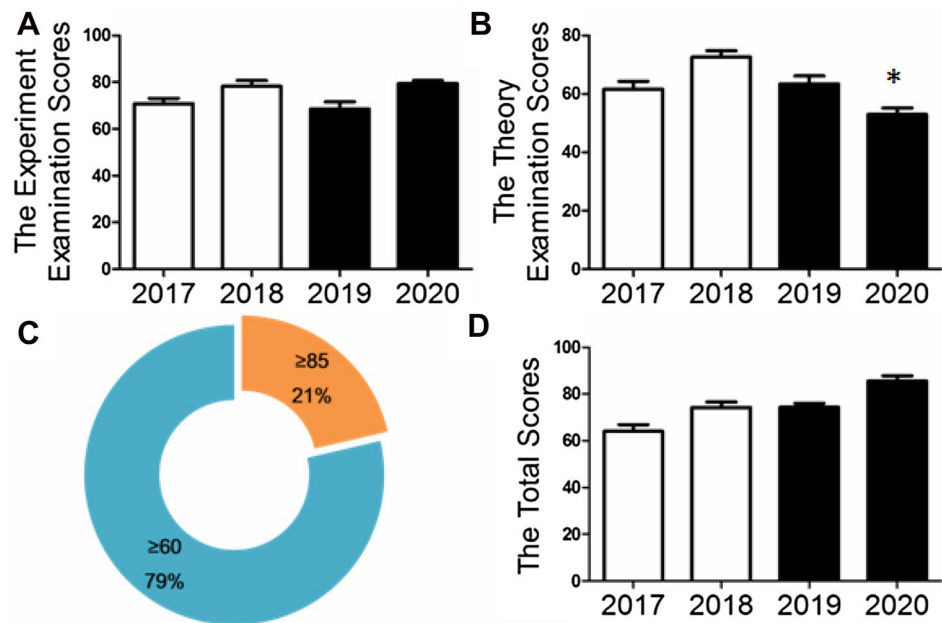 A
The Experiment
Examination Scores
100
80
60
40
20
0
2017 2018 2019 2020
B
The Theory
Examination Scores
80
60
40
20
0
*
2017 2018 2019 2020
C
≥85
21%
≥60
79%
D
The Total Scores
100
80
60
40
20
0
2017 2018 2019 2020